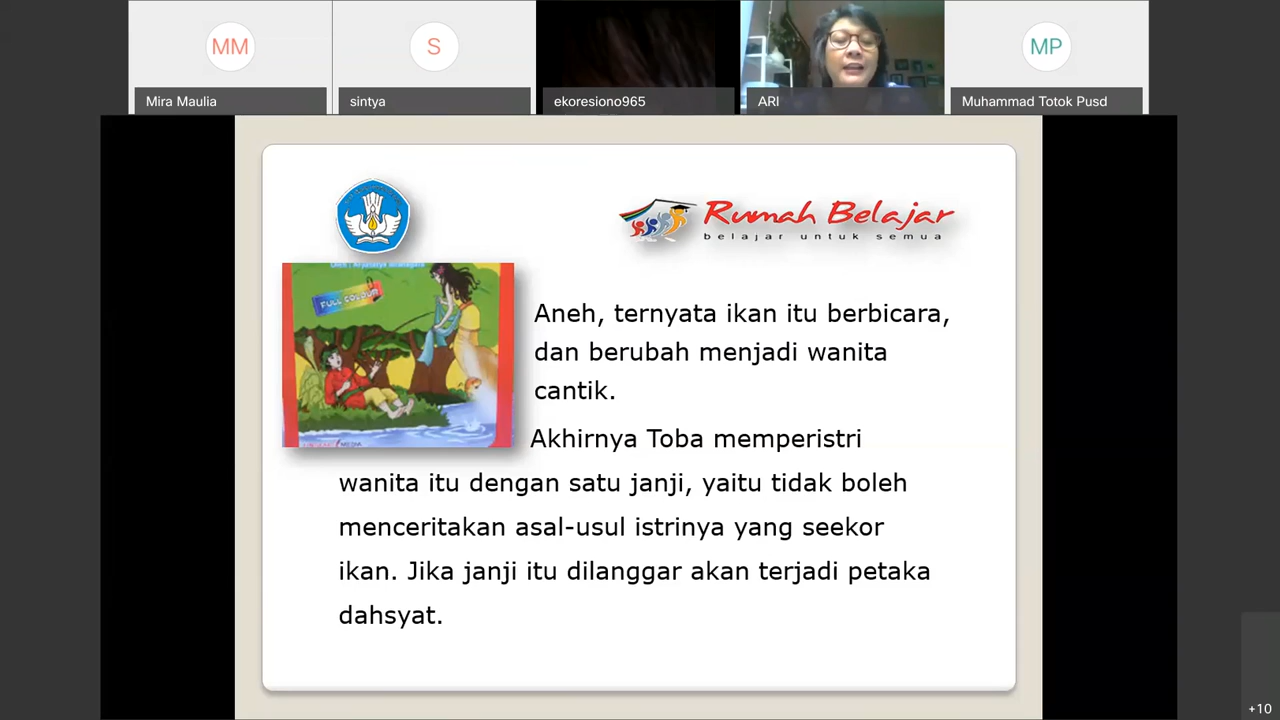 MM
S
MP
Mira Maulia
sintya
ekoresiono965
ARI
Muhammad Totok Pusd
Rumah Belajar
belajar untuk semua
FULL COLOUR
Aneh, ternyata ikan itu berbicara,
dan berubah menjadi wanita
cantik.
Akhirnya Toba memperistri
wanita itu dengan satu janji, yaitu tidak boleh
menceritakan asal-usul istrinya yang seekor
ikan. Jika janji itu dilanggar akan terjadi petaka
dahsyat.
+10